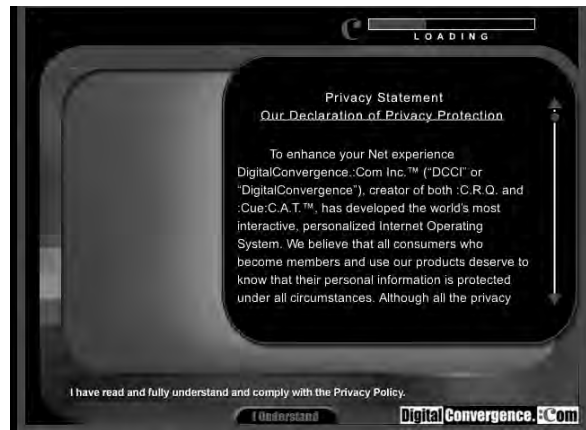 LOADING
Privacy Statement
Our Declaration of Privacy Protection
To enhance your Net experience
DigitalConvergence.:Com Inc.™ (“DCCI” or
“DigitalConvergence”), creator of both :C.R.Q. and
:Cue:C.A.T.™, has developed the world's most
interactive, personalized Internet Operating
System. We believe that all consumers who
become members and use our products deserve to
know that their personal information is protected
under all circumstances. Although all the privacy
I have read and fully understand and comply with the Privacy Policy.
I Understand
Digital:Convergence.:Com